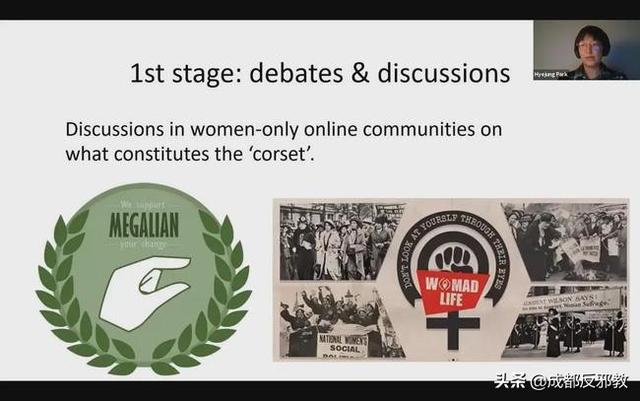 Hyejung Park
1st stage: debates & discussions
Discussions in women-only online communities on
what constitutes the ‘corset’.
We support
MEGALIAN
your change
DON'T LOOK AT YOURSELF THROUGH THEIR EYES
WOMAD
LIFE
NATIONAL WOMEN'S
SOCIAL
WILSON SAYS:
头条 @成都反邪教